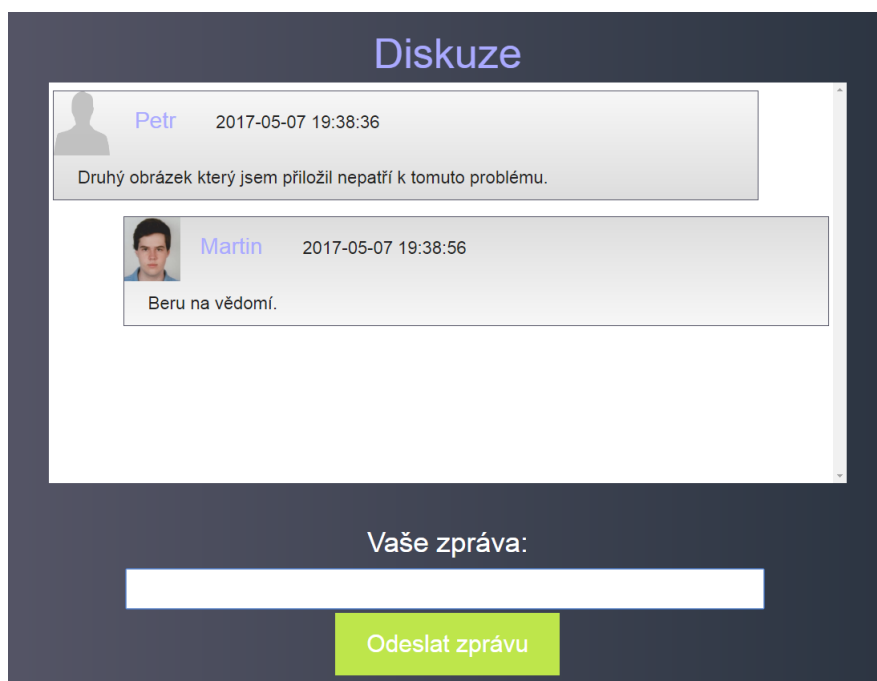 Diskuze
Petr 2017-05-07 19:38:36
Druhý obrázek který jsem přiložil nepatří k tomuto problému.
Martin 2017-05-07 19:38:56
Beru na vědomí.
Vaše zpráva:
Odeslat zprávu